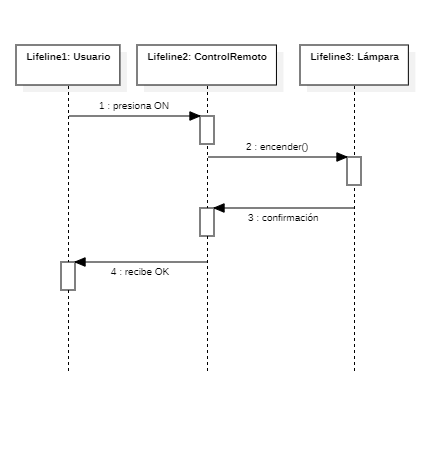 Lifeline1: Usuario
Lifeline2: ControlRemoto
Lifeline3: Lámpara
1 : presiona ON
2 : encender()
3 : confirmación
4 : recibe OK